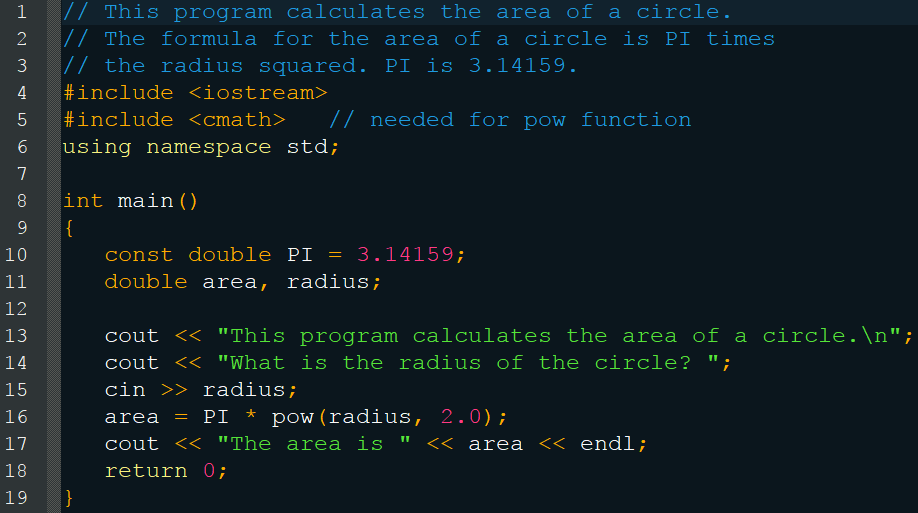 1 // This program calculates the area of a circle.
2 // The formula for the area of a circle is PI times
3 // the radius squared. PI is 3.14159.
4 #include <iostream>
5 #include <cmath>   // needed for pow function
6 using namespace std;
7
8 int main()
9 {
10    const double PI = 3.14159;
11    double area, radius;
12
13    cout << "This program calculates the area of a circle.\n";
14    cout << "What is the radius of the circle? ";
15    cin >> radius;
16    area = PI * pow(radius, 2.0);
17    cout << "The area is " << area << endl;
18    return 0;
19 }